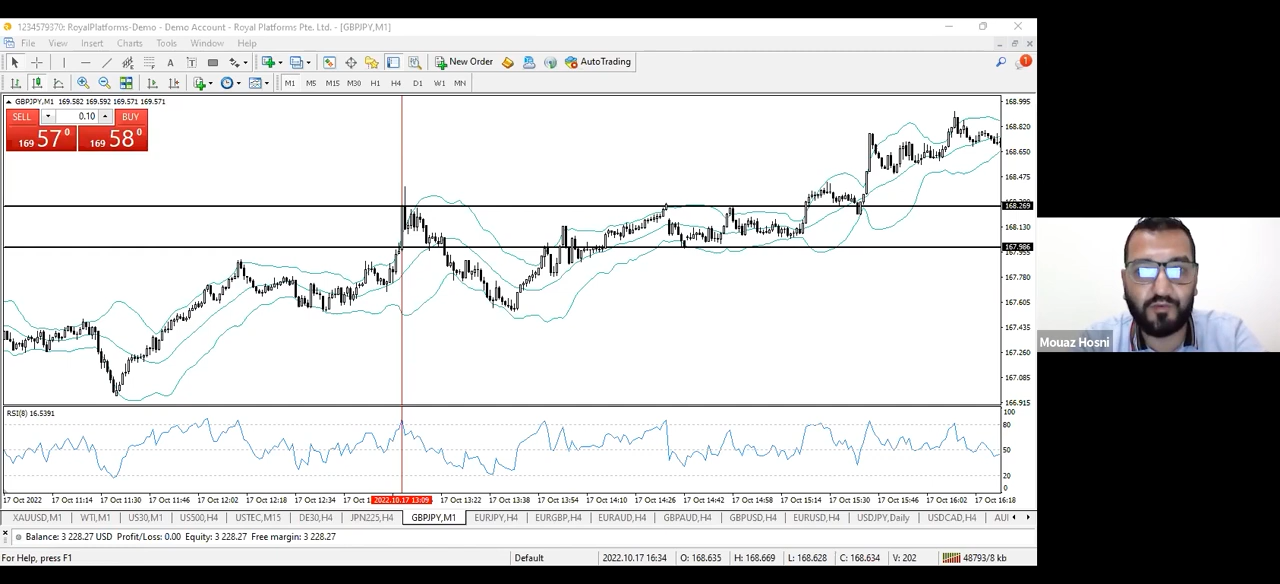 1234579370: RoyalPlatforms-Demo - Demo Account - Royal Platforms Pte. Ltd. - [GBPJPY,M1]
File View Insert Charts Tools Window Help
New Order AutoTrading 1
M1 M5 M15 M30 H1 H4 D1 W1 MN
GBPJPY,M1 169.582 169.592 169.571 169.571
SELL 0.10 BUY
169 57 0 169 58 0
168.995
168.820
168.650
168.475
168.269
168.130
167.986
167.955
167.780
167.605
167.435
167.260
167.085
166.915
Mouaz Hosni
RSI(8) 16.5391
100
80
50
20
0
17 Oct 2022 17 Oct 11:14 17 Oct 11:30 17 Oct 11:46 17 Oct 12:02 17 Oct 12:18 17 Oct 12:34 17 Oct 1 2022.10.17 13:09 17 Oct 13:22 17 Oct 13:38 17 Oct 13:54 17 Oct 14:10 17 Oct 14:26 17 Oct 14:42 17 Oct 14:58 17 Oct 15:14 17 Oct 15:30 17 Oct 15:46 17 Oct 16:02 17 Oct 16:18
XAUUSD,M1 WTI,M1 US30,M1 US500,H4 USTEC,M15 DE30,H4 JPN225,H4 GBPJPY,M1 EURJPY,H4 EURGBP,H4 EURAUD,H4 GBPAUD,H4 GBPUSD,H4 EURUSD,H4 USDJPY,Daily USDCAD,H4 AU
Balance: 3 228.27 USD Profit/Loss: 0.00 Equity: 3 228.27 Free margin: 3 228.27
For Help, press F1 Default 2022.10.17 16:34 O: 168.635 H: 168.669 L: 168.628 C: 168.634 V: 202 48793/8 kb